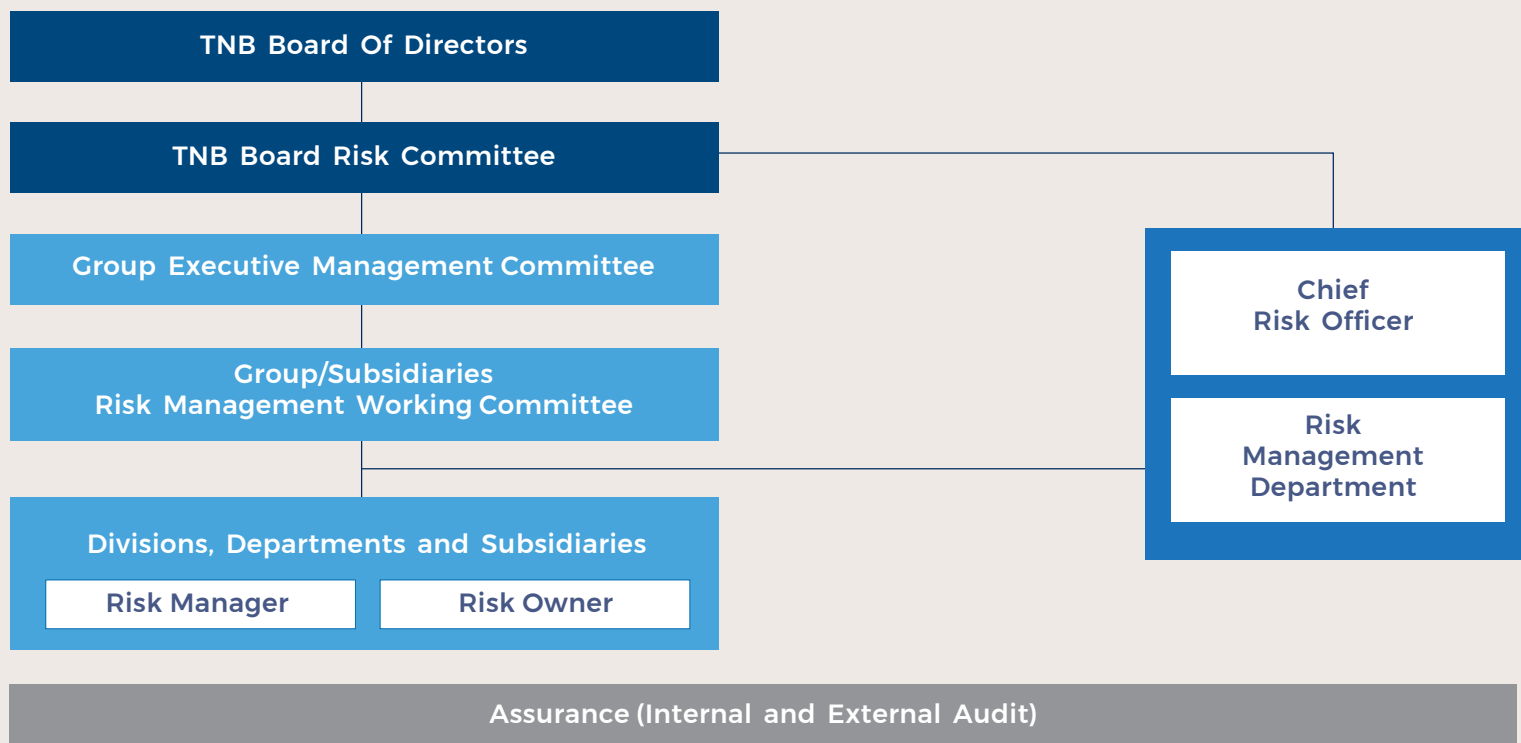 TNB Board Of Directors
TNB Board Risk Committee
Group Executive Management Committee
Group/Subsidiaries
Risk Management Working Committee
Divisions, Departments and Subsidiaries
Risk Manager
Risk Owner
Chief
Risk Officer
Risk
Management
Department
Assurance (Internal and External Audit)